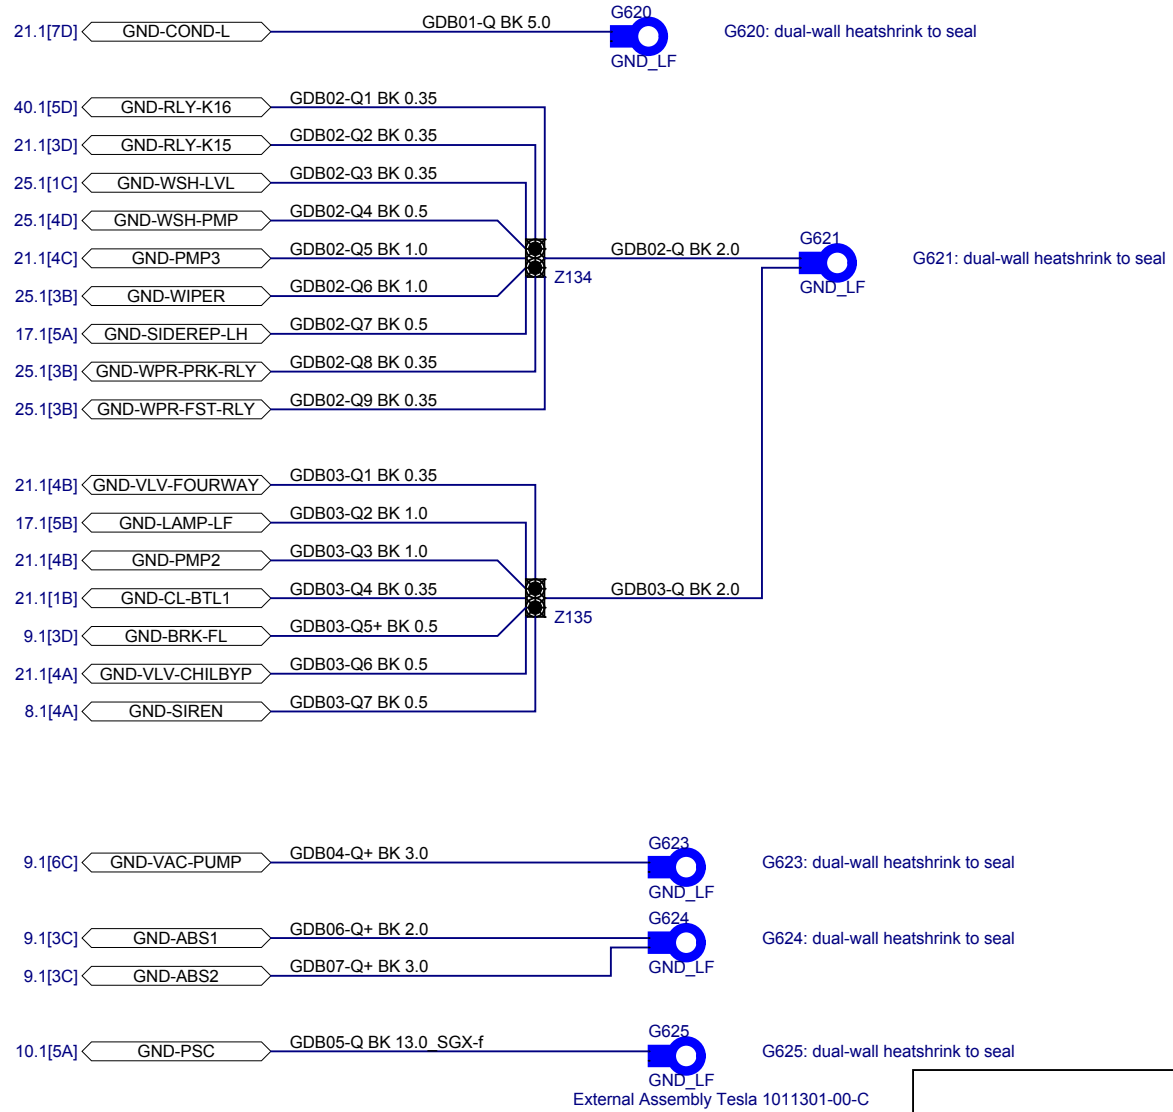 G620
21.1[7D] GND-COND-L GDB01-Q BK 5.0 G620: dual-wall heatshrink to seal
GND_LF
40.1[5D] GND-RLY-K16 GDB02-Q1 BK 0.35
21.1[3D] GND-RLY-K15 GDB02-Q2 BK 0.35
25.1[1C] GND-WSH-LVL GDB02-Q3 BK 0.35
25.1[4D] GND-WSH-PMP GDB02-Q4 BK 0.5
G621
21.1[4C] GND-PMP3 GDB02-Q5 BK 1.0 GDB02-Q BK 2.0 G621: dual-wall heatshrink to seal
Z134
GND_LF
25.1[3B] GND-WIPER GDB02-Q6 BK 1.0
17.1[5A] GND-SIDEREP-LH GDB02-Q7 BK 0.5
25.1[3B] GND-WPR-PRK-RLY GDB02-Q8 BK 0.35
25.1[3B] GND-WPR-FST-RLY GDB02-Q9 BK 0.35
21.1[4B] GND-VLV-FOURWAY GDB03-Q1 BK 0.35
17.1[5B] GND-LAMP-LF GDB03-Q2 BK 1.0
21.1[4B] GND-PMP2 GDB03-Q3 BK 1.0
21.1[1B] GND-CL-BTL1 GDB03-Q4 BK 0.35 GDB03-Q BK 2.0
Z135
9.1[3D] GND-BRK-FL GDB03-Q5+ BK 0.5
21.1[4A] GND-VLV-CHILBYP GDB03-Q6 BK 0.5
8.1[4A] GND-SIREN GDB03-Q7 BK 0.5
G623
9.1[6C] GND-VAC-PUMP GDB04-Q+ BK 3.0 G623: dual-wall heatshrink to seal
GND_LF
G624
9.1[3C] GND-ABS1 GDB06-Q+ BK 2.0 G624: dual-wall heatshrink to seal
GND_LF
9.1[3C] GND-ABS2 GDB07-Q+ BK 3.0
G625
10.1[5A] GND-PSC GDB05-Q BK 13.0_SGX-f G625: dual-wall heatshrink to seal
GND_LF
External Assembly Tesla 1011301-00-C